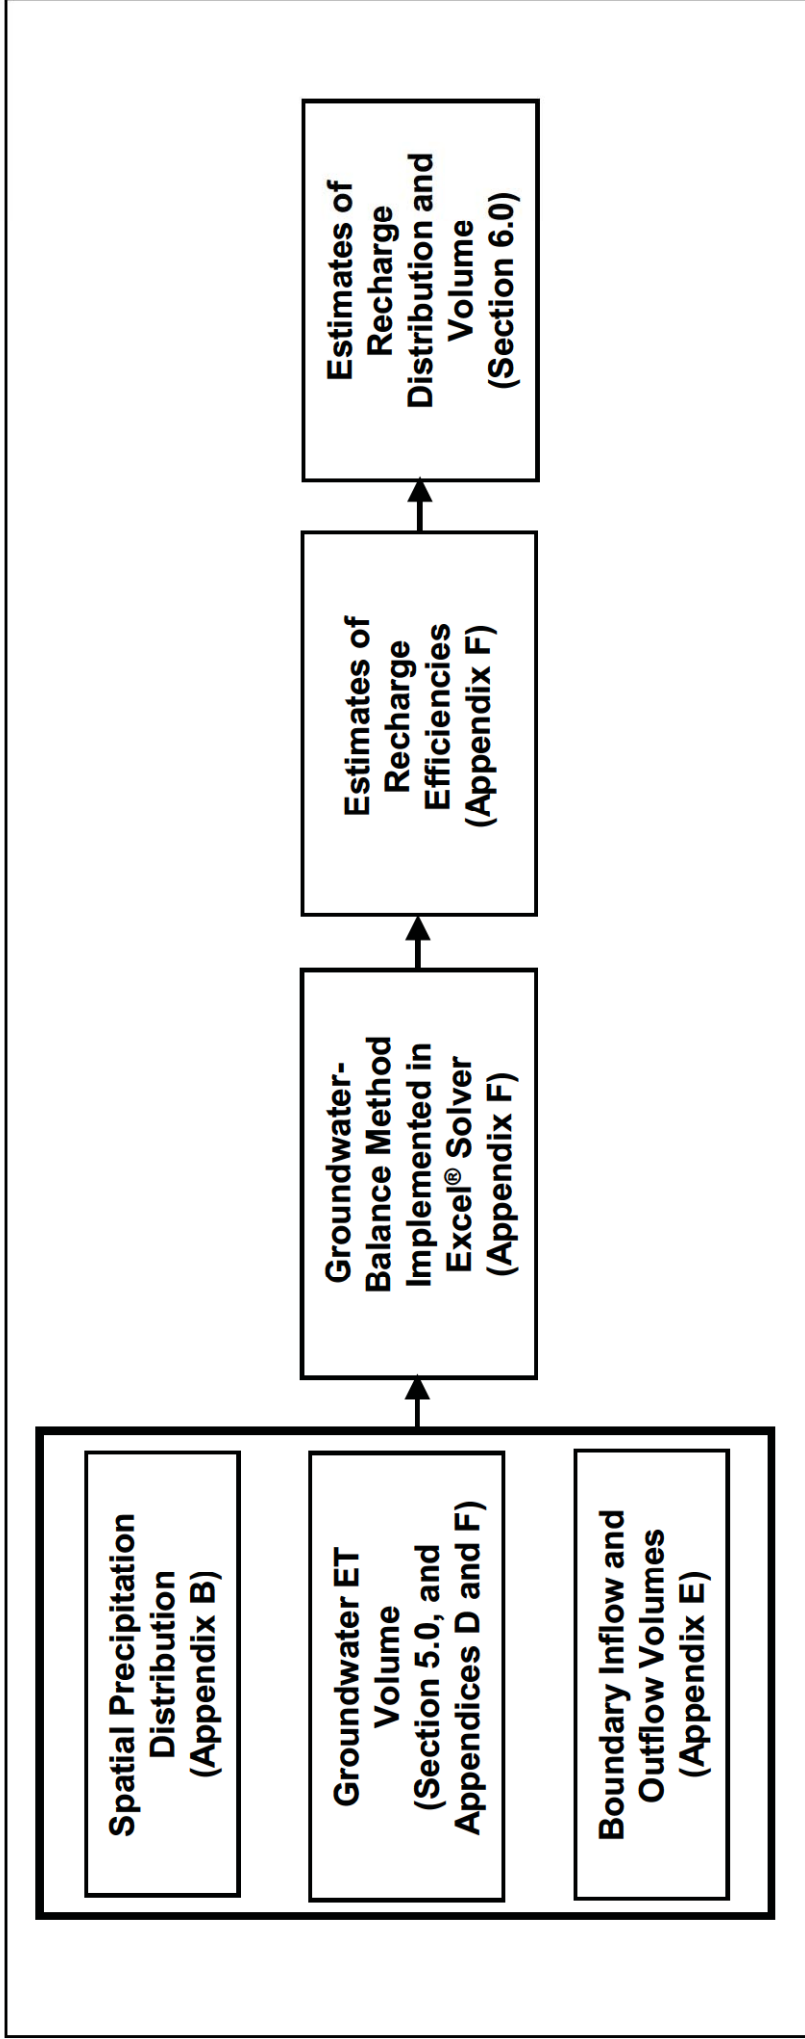 Spatial Precipitation
Distribution
(Appendix B)
Groundwater ET
Volume
(Section 5.0, and
Appendices D and F)
Boundary Inflow and
Outflow Volumes
(Appendix E)
Groundwater-
Balance Method
Implemented in
Excel® Solver
(Appendix F)
Estimates of
Recharge
Efficiencies
(Appendix F)
Estimates of
Recharge
Distribution and
Volume
(Section 6.0)